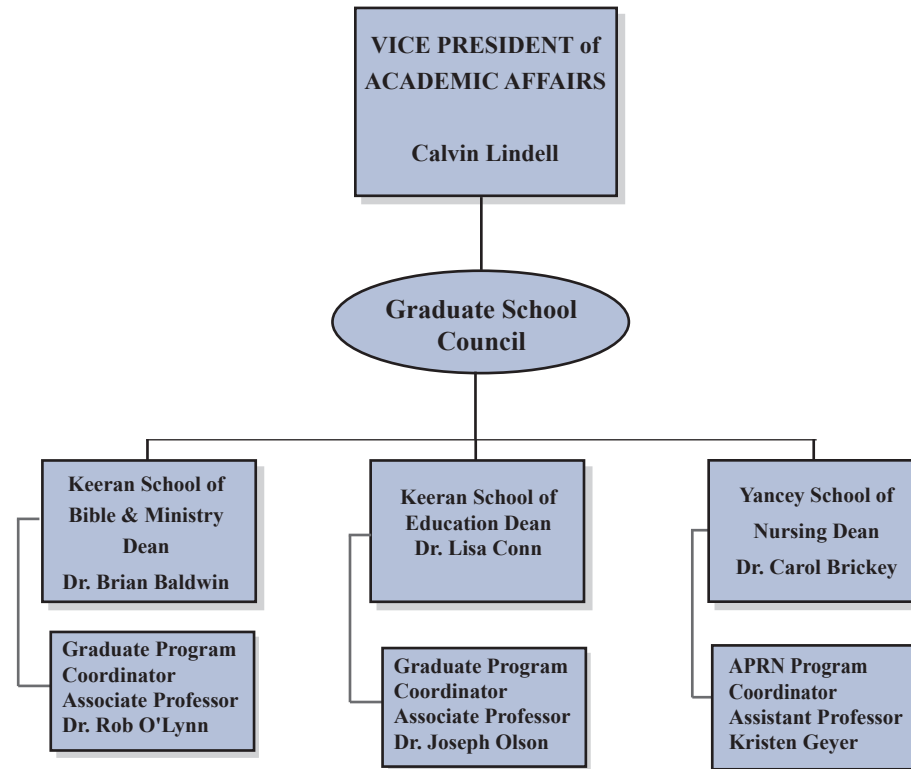 VICE PRESIDENT of
ACADEMIC AFFAIRS
Calvin Lindell
Graduate School
Council
Keeran School of
Bible & Ministry
Dean
Dr. Brian Baldwin
Keeran School of
Education Dean
Dr. Lisa Conn
Yancey School of
Nursing Dean
Dr. Carol Brickey
Graduate Program
Coordinator
Associate Professor
Dr. Rob O'Lynn
Graduate Program
Coordinator
Associate Professor
Dr. Joseph Olson
APRN Program
Coordinator
Assistant Professor
Kristen Geyer